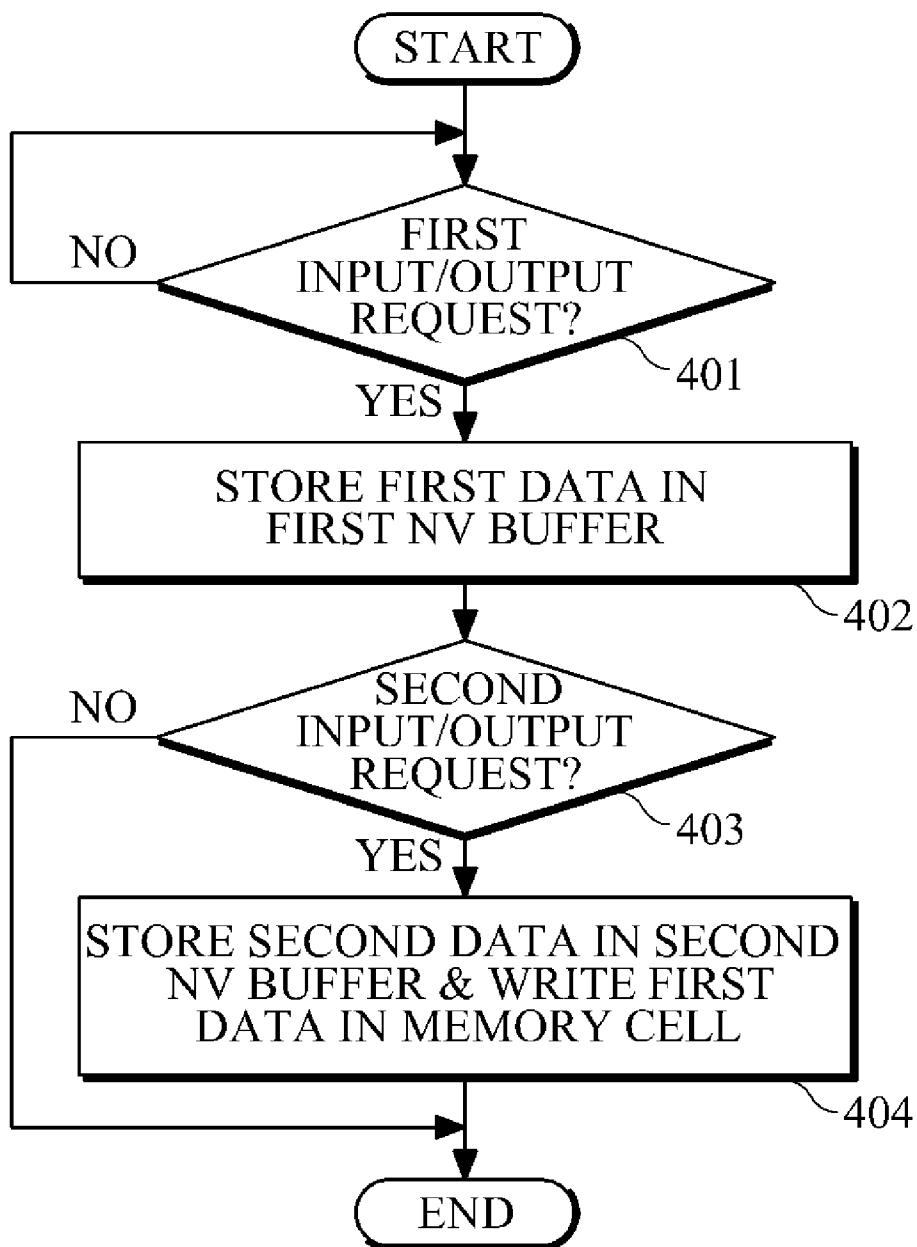 START
NO
FIRST
INPUT/OUTPUT
REQUEST?
401
YES
STORE FIRST DATA IN
FIRST NV BUFFER
402
NO
SECOND
INPUT/OUTPUT
REQUEST?
403
YES
STORE SECOND DATA IN SECOND
NV BUFFER & WRITE FIRST
DATA IN MEMORY CELL
404
END